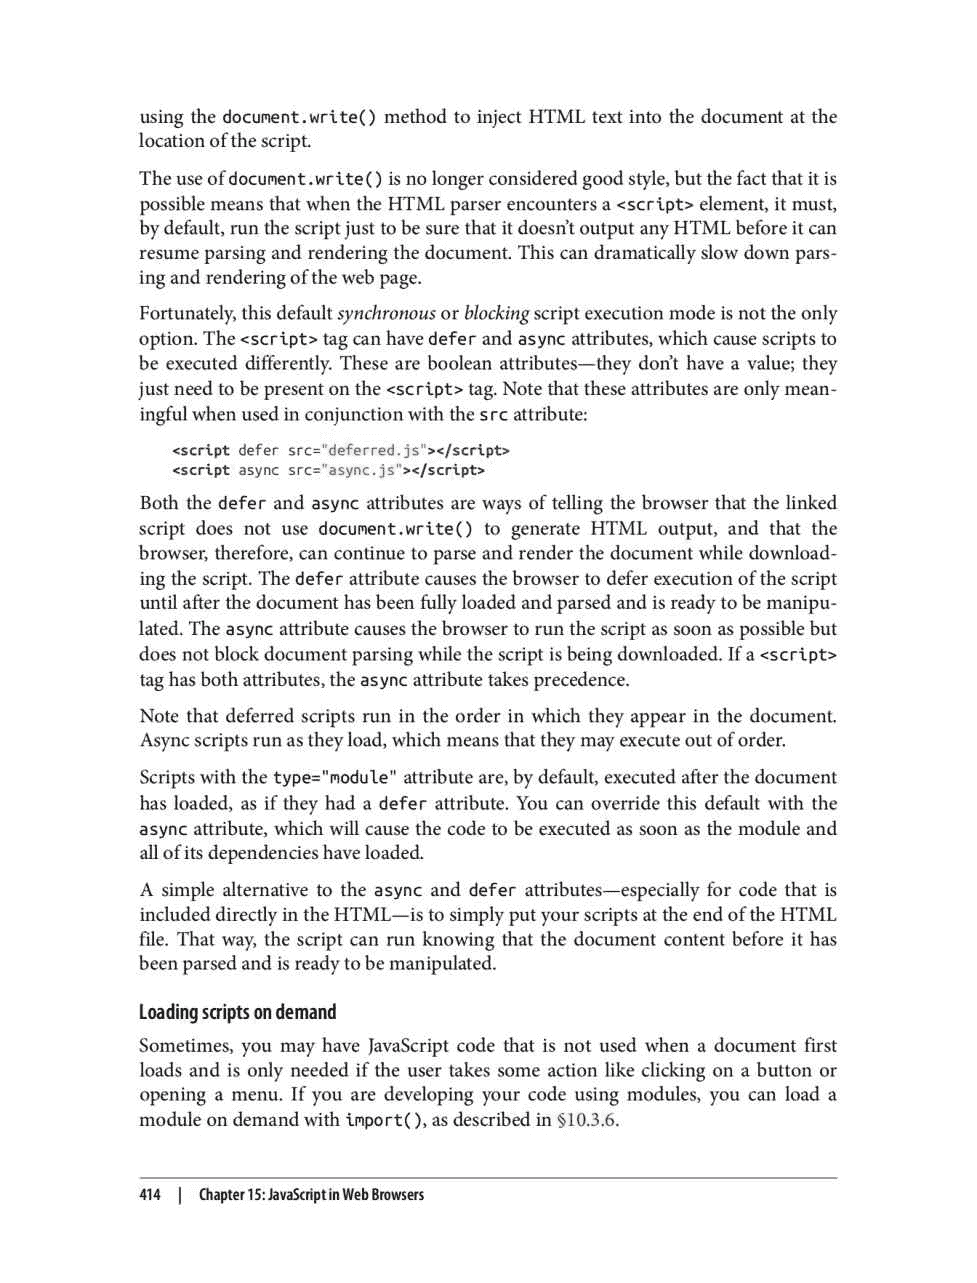 using the document.write() method to inject HTML text into the document at the
location of the script.
The use of document.write() is no longer considered good style, but the fact that it is
possible means that when the HTML parser encounters a <script> element, it must,
by default, run the script just to be sure that it doesn’t output any HTML before it can
resume parsing and rendering the document. This can dramatically slow down pars-
ing and rendering of the web page.
Fortunately, this default synchronous or blocking script execution mode is not the only
option. The <script> tag can have defer and async attributes, which cause scripts to
be executed differently. These are boolean attributes—they don’t have a value; they
just need to be present on the <script> tag. Note that these attributes are only mean-
ingful when used in conjunction with the src attribute:
<script defer src="deferred.js"></script>
<script async src="async.js"></script>
Both the defer and async attributes are ways of telling the browser that the linked
script does not use document.write() to generate HTML output, and that the
browser, therefore, can continue to parse and render the document while download-
ing the script. The defer attribute causes the browser to defer execution of the script
until after the document has been fully loaded and parsed and is ready to be manipu-
lated. The async attribute causes the browser to run the script as soon as possible but
does not block document parsing while the script is being downloaded. If a <script>
tag has both attributes, the async attribute takes precedence.
Note that deferred scripts run in the order in which they appear in the document.
Async scripts run as they load, which means that they may execute out of order.
Scripts with the type="module" attribute are, by default, executed after the document
has loaded, as if they had a defer attribute. You can override this default with the
async attribute, which will cause the code to be executed as soon as the module and
all of its dependencies have loaded.
A simple alternative to the async and defer attributes—especially for code that is
included directly in the HTML—is to simply put your scripts at the end of the HTML
file. That way, the script can run knowing that the document content before it has
been parsed and is ready to be manipulated.
Loading scripts on demand
Sometimes, you may have JavaScript code that is not used when a document first
loads and is only needed if the user takes some action like clicking on a button or
opening a menu. If you are developing your code using modules, you can load a
module on demand with import(), as described in §10.3.6.
414 | Chapter 15: JavaScript in Web Browsers